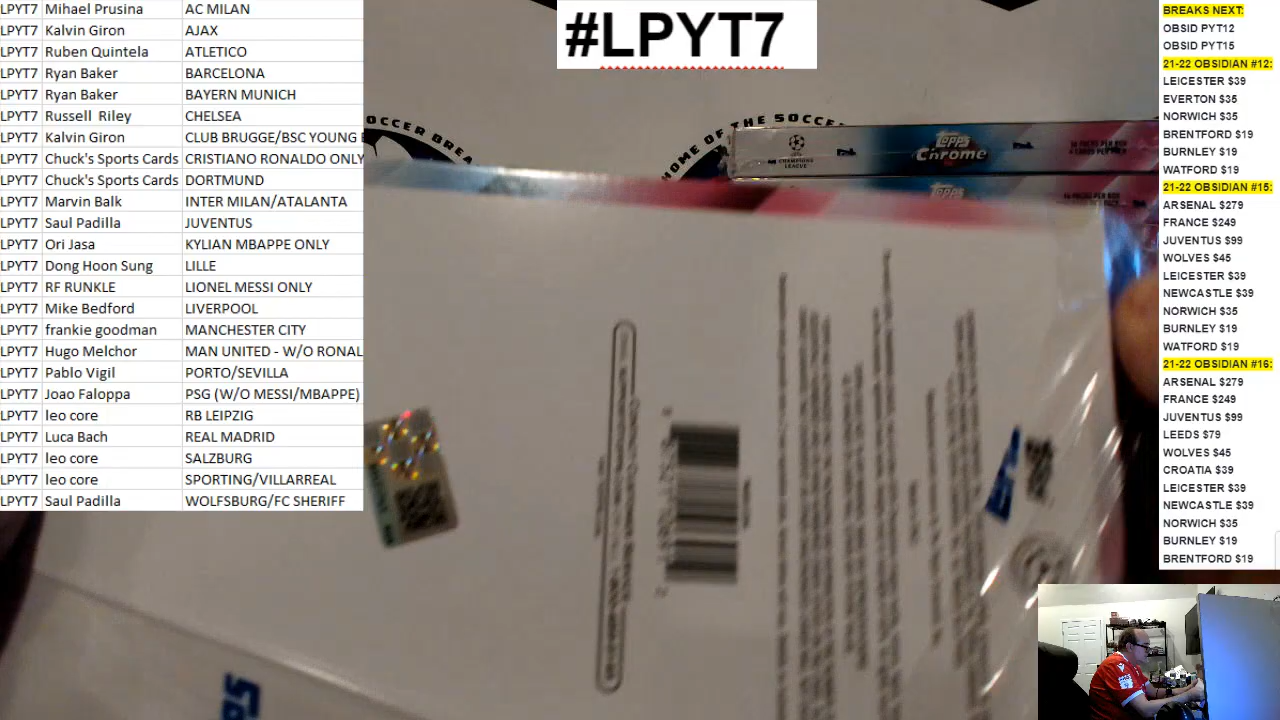 LPYT7 Mihael Prusina AC MILAN
LPYT7 Kalvin Giron AJAX
LPYT7 Ruben Quintela ATLETICO
LPYT7 Ryan Baker BARCELONA
LPYT7 Ryan Baker BAYERN MUNICH
LPYT7 Russell Riley CHELSEA
LPYT7 Kalvin Giron CLUB BRUGGE/BSC YOUNG
LPYT7 Chuck's Sports Cards CRISTIANO RONALDO ONLY
LPYT7 Chuck's Sports Cards DORTMUND
LPYT7 Marvin Balk INTER MILAN/ATALANTA
LPYT7 Saul Padilla JUVENTUS
LPYT7 Ori Jasa KYLIAN MBAPPE ONLY
LPYT7 Dong Hoon Sung LILLE
LPYT7 RF RUNKLE LIONEL MESSI ONLY
LPYT7 Mike Bedford LIVERPOOL
LPYT7 frankie goodman MANCHESTER CITY
LPYT7 Hugo Melchor MAN UNITED - W/O RONAL
LPYT7 Pablo Vigil PORTO/SEVILLA
LPYT7 Joao Faloppa PSG (W/O MESSI/MBAPPE)
LPYT7 leo core RB LEIPZIG
LPYT7 Luca Bach REAL MADRID
LPYT7 leo core SALZBURG
LPYT7 leo core SPORTING/VILLARREAL
LPYT7 Saul Padilla WOLFSBURG/FC SHERIFF
#LPYT7
SOCCER BREA
HOME OF THE SOCCER
CHAMPIONS LEAGUE
Topps Chrome
Topps
BREAKS NEXT:
OBSID PYT12
OBSID PYT15
21-22 OBSIDIAN #12:
LEICESTER $39
EVERTON $35
NORWICH $35
BRENTFORD $19
BURNLEY $19
WATFORD $19
21-22 OBSIDIAN #15:
ARSENAL $279
FRANCE $249
JUVENTUS $99
WOLVES $45
LEICESTER $39
NEWCASTLE $39
NORWICH $35
BURNLEY $19
WATFORD $19
21-22 OBSIDIAN #16:
ARSENAL $279
FRANCE $249
JUVENTUS $99
LEEDS $79
WOLVES $45
CROATIA $39
LEICESTER $39
NEWCASTLE $39
NORWICH $35
BURNLEY $19
BRENTFORD $19